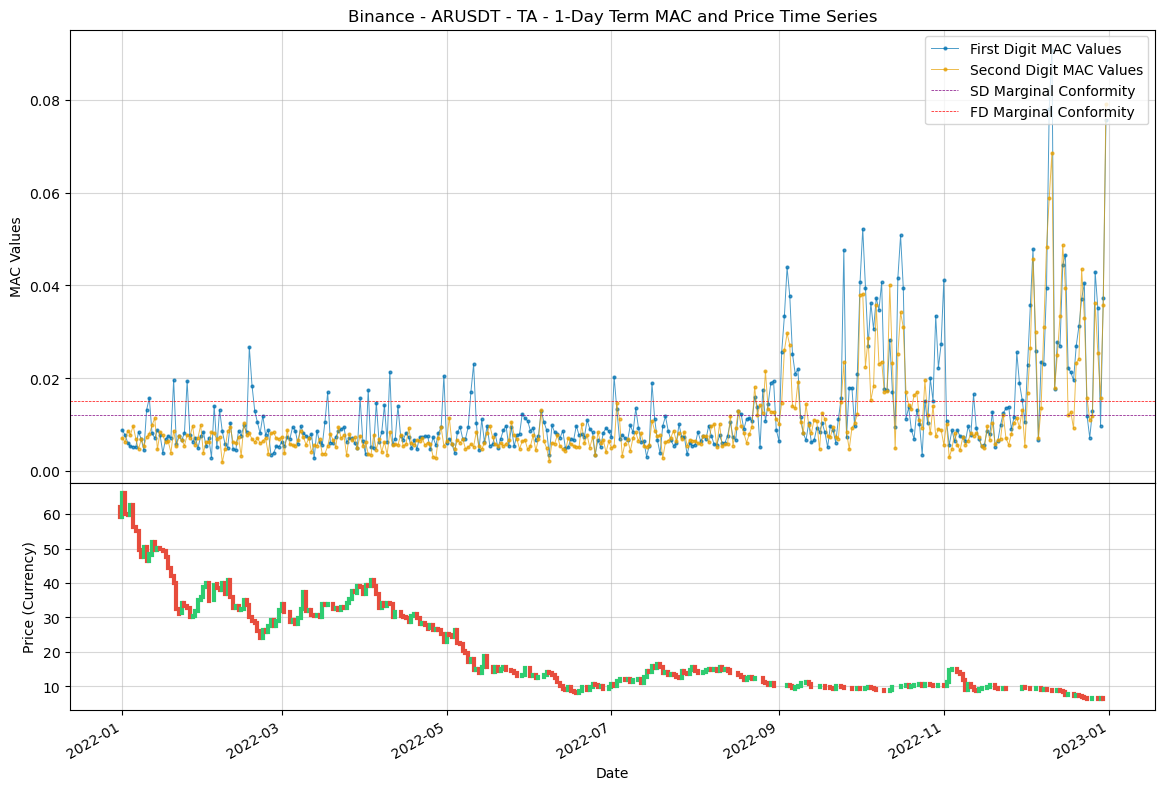 Binance - ARUSDT - TA - 1-Day Term MAC and Price Time Series
First Digit MAC Values
Second Digit MAC Values
SD Marginal Conformity
FD Marginal Conformity
MAC Values
0.08
0.06
0.04
0.02
0.00
Price (Currency)
60
50
40
30
20
10
2022-01
2022-03
2022-05
2022-07
2022-09
2022-11
2023-01
Date